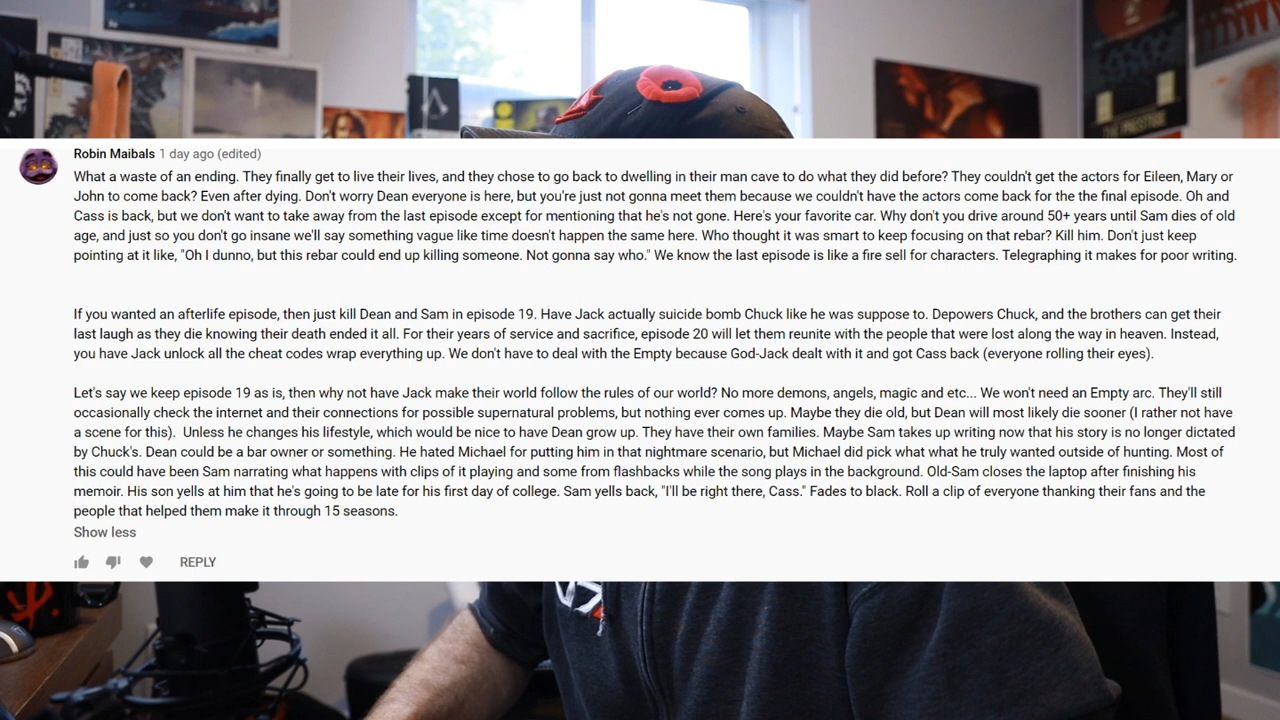 THE PRESTIGE
Robin Maibals 1 day ago (edited)
What a waste of an ending. They finally get to live their lives, and they chose to go back to dwelling in their man cave to do what they did before? They couldn't get the actors for Eileen, Mary or
John to come back? Even after dying. Don't worry Dean everyone is here, but you're just not gonna meet them because we couldn't have the actors come back for the the final episode. Oh and
Cass is back, but we don't want to take away from the last episode except for mentioning that he's not gone. Here's your favorite car. Why don't you drive around 50+ years until Sam dies of old
age, and just so you don't go insane we'll say something vague like time doesn't happen the same here. Who thought it was smart to keep focusing on that rebar? Kill him. Don't just keep
pointing at it like, "Oh I dunno, but this rebar could end up killing someone. Not gonna say who." We know the last episode is like a fire sell for characters. Telegraphing it makes for poor writing.
If you wanted an afterlife episode, then just kill Dean and Sam in episode 19. Have Jack actually suicide bomb Chuck like he was suppose to. Depowers Chuck, and the brothers can get their
last laugh as they die knowing their death ended it all. For their years of service and sacrifice, episode 20 will let them reunite with the people that were lost along the way in heaven. Instead,
you have Jack unlock all the cheat codes wrap everything up. We don't have to deal with the Empty because God-Jack dealt with it and got Cass back (everyone rolling their eyes).
Let's say we keep episode 19 as is, then why not have Jack make their world follow the rules of our world? No more demons, angels, magic and etc... We won't need an Empty arc. They'll still
occasionally check the internet and their connections for possible supernatural problems, but nothing ever comes up. Maybe they die old, but Dean will most likely die sooner (I rather not have
a scene for this). Unless he changes his lifestyle, which would be nice to have Dean grow up. They have their own families. Maybe Sam takes up writing now that his story is no longer dictated
by Chuck's. Dean could be a bar owner or something. He hated Michael for putting him in that nightmare scenario, but Michael did pick what what he truly wanted outside of hunting. Most of
this could have been Sam narrating what happens with clips of it playing and some from flashbacks while the song plays in the background. Old-Sam closes the laptop after finishing his
memoir. His son yells at him that he's going to be late for his first day of college. Sam yells back, "I'll be right there, Cass." Fades to black. Roll a clip of everyone thanking their fans and the
people that helped them make it through 15 seasons.
Show less
REPLY